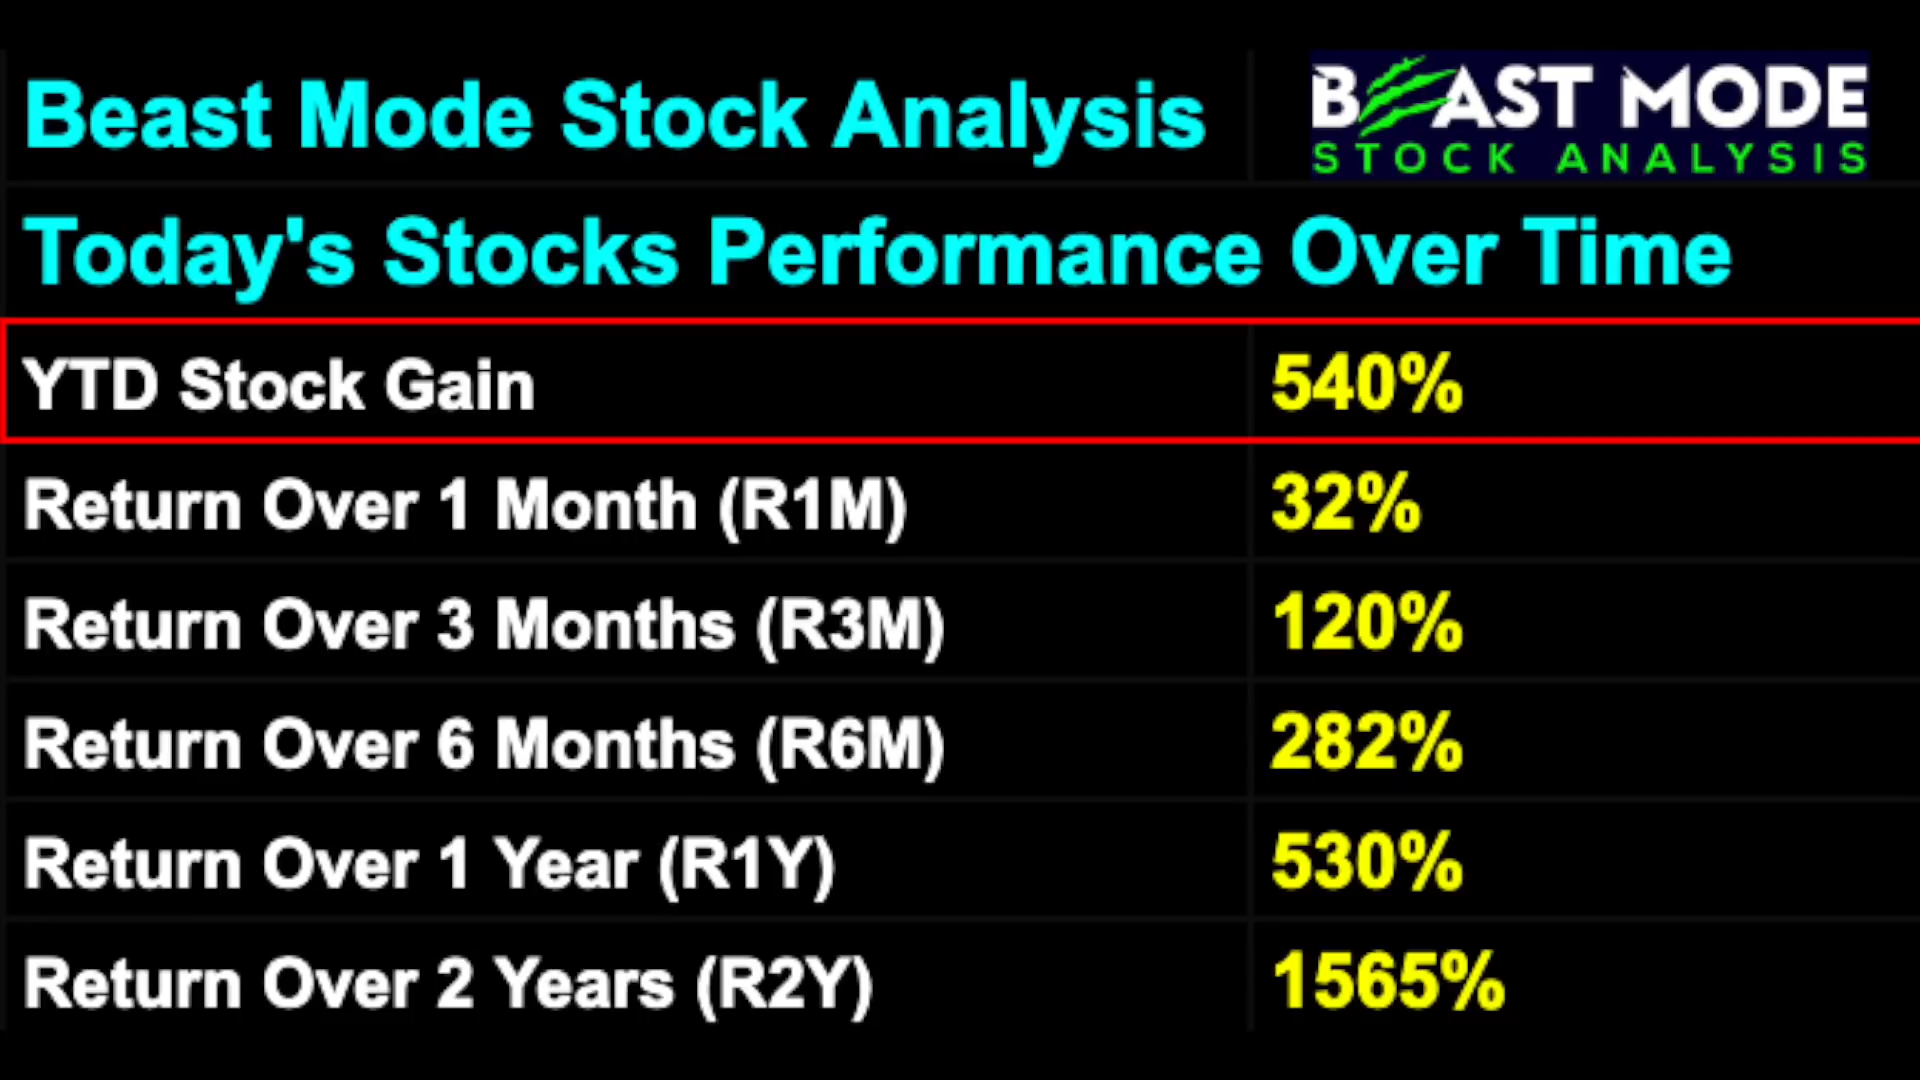 Beast Mode Stock Analysis
BEAST MODE
STOCK ANALYSIS
Today's Stocks Performance Over Time
YTD Stock Gain 540%
Return Over 1 Month (R1M) 32%
Return Over 3 Months (R3M) 120%
Return Over 6 Months (R6M) 282%
Return Over 1 Year (R1Y) 530%
Return Over 2 Years (R2Y) 1565%